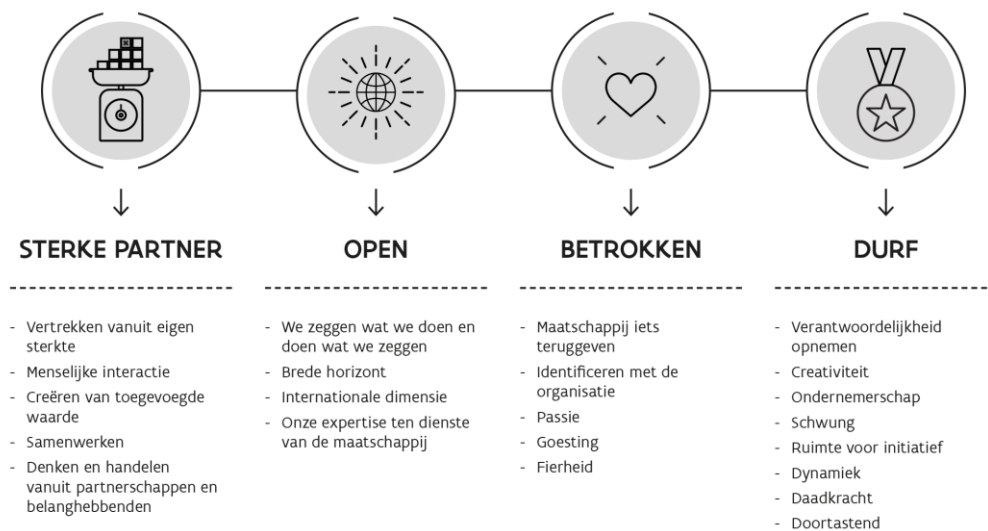 STERKE PARTNER
- Vertrekken vanuit eigen
sterkte
- Menselijke interactie
- Creëren van toegevoegde
waarde
- Samenwerken
- Denken en handelen
vanuit partnerschappen en
belanghebbenden
OPEN
- We zeggen wat we doen en
doen wat we zeggen
- Brede horizont
- Internationale dimensie
- Onze expertise ten dienste
van de maatschappij
BETROKKEN
- Maatschappij iets
teruggeven
- Identificeren met de
organisatie
- Passie
- Goesting
- Fierheid
DURF
- Verantwoordelijkheid
opnemen
- Creativiteit
- Ondernemerschap
- Schwung
- Ruimte voor initiatief
- Dynamiek
- Daadkracht
- Doortastend